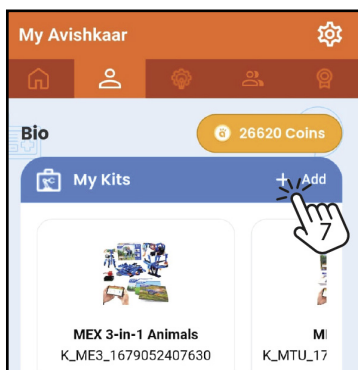 My Avishkaar
Bio
26620 Coins
My Kits
+ Add
7
MEX 3-in-1 Animals
K_ME3_1679052407630
M
K_MTU_17